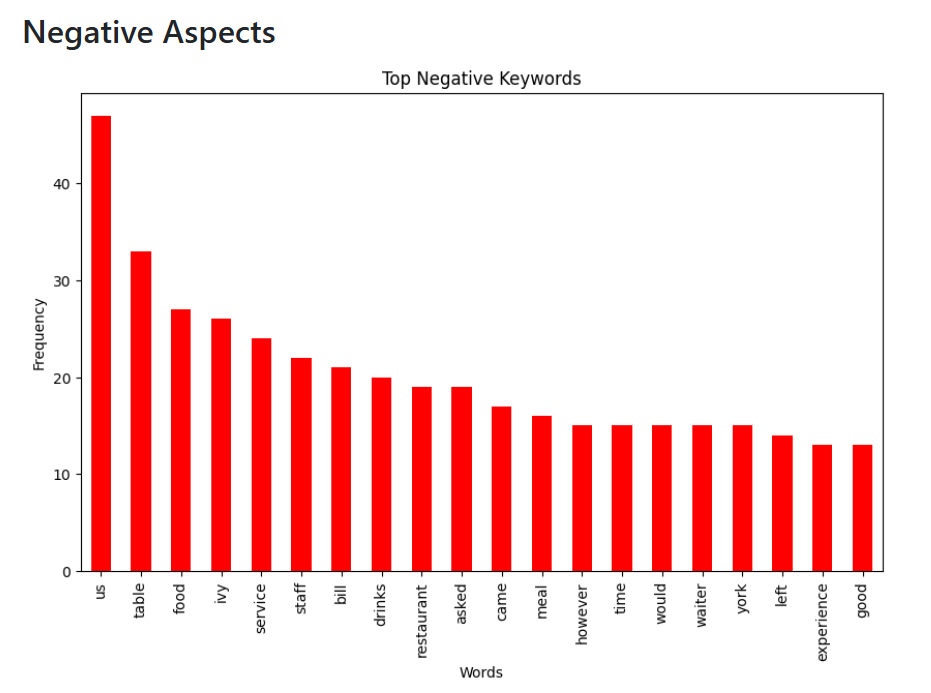 Negative Aspects
Top Negative Keywords
Frequency
40
30
20
10
0
us
table
food
ivy
service
staff
bill
drinks
restaurant
asked
came
meal
however
time
would
waiter
york
left
experience
good
Words